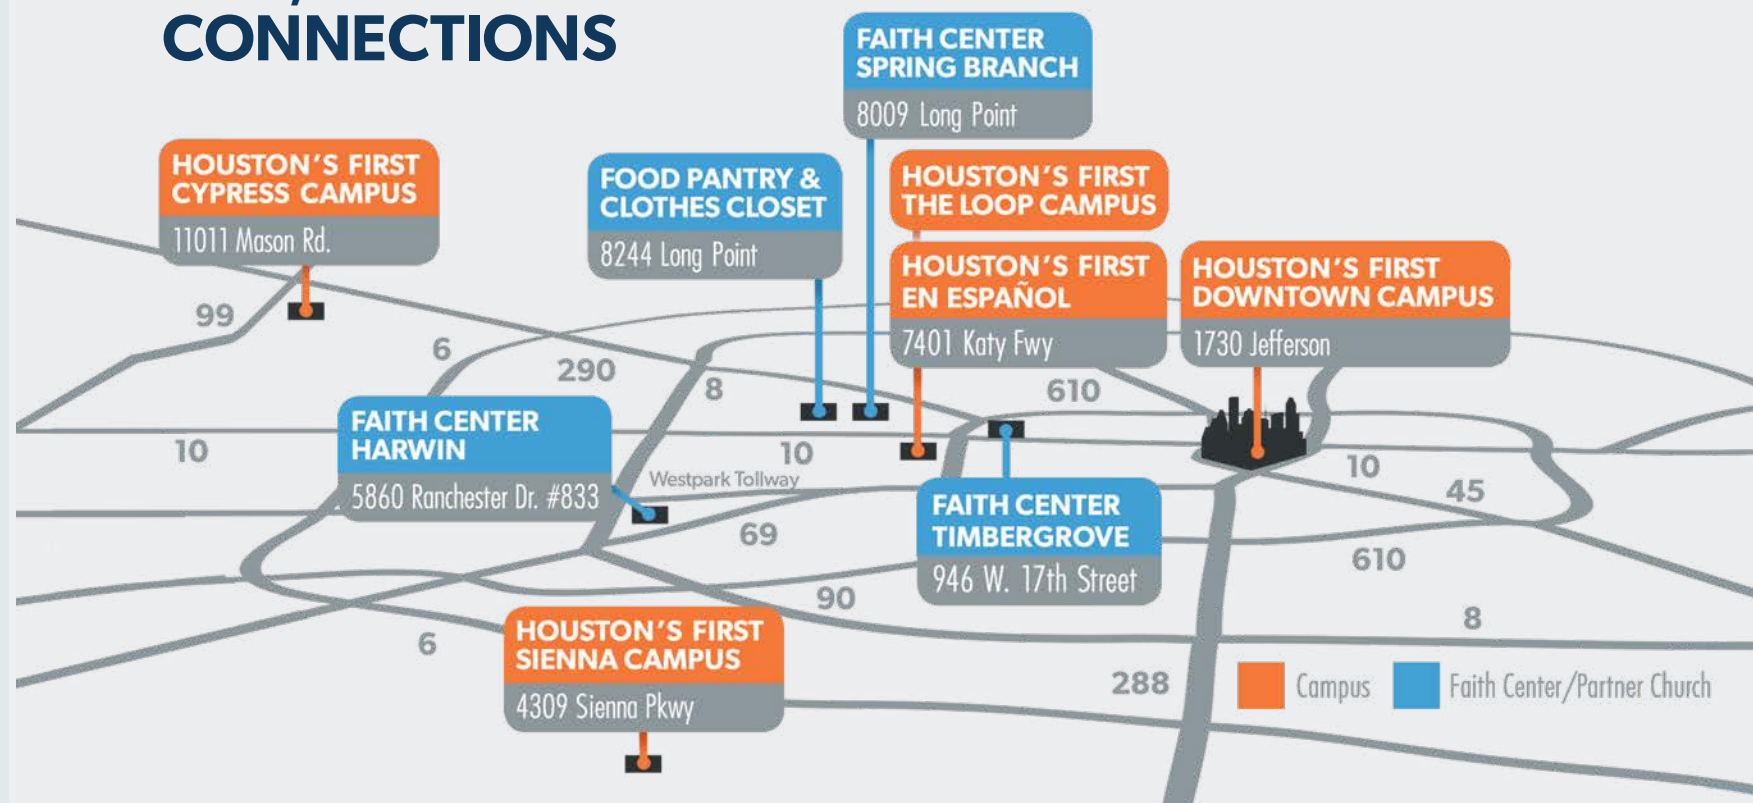 CONNECTIONS
FAITH CENTER
SPRING BRANCH
8009 Long Point
HOUSTON'S FIRST
CYPRESS CAMPUS
11011 Mason Rd.
FOOD PANTRY &
CLOTHES CLOSET
8244 Long Point
HOUSTON'S FIRST
THE LOOP CAMPUS
HOUSTON'S FIRST
EN ESPAÑOL
7401 Katy Fwy
HOUSTON'S FIRST
DOWNTOWN CAMPUS
1730 Jefferson
99
6
290
8
610
FAITH CENTER
HARWIN
5860 Ranchester Dr. #833
10
10
Westpark Tollway
10
45
69
FAITH CENTER
TIMBERGROVE
946 W. 17th Street
610
90
8
6
HOUSTON'S FIRST
SIENNA CAMPUS
4309 Sienna Pkwy
288
Campus
Faith Center/Partner Church